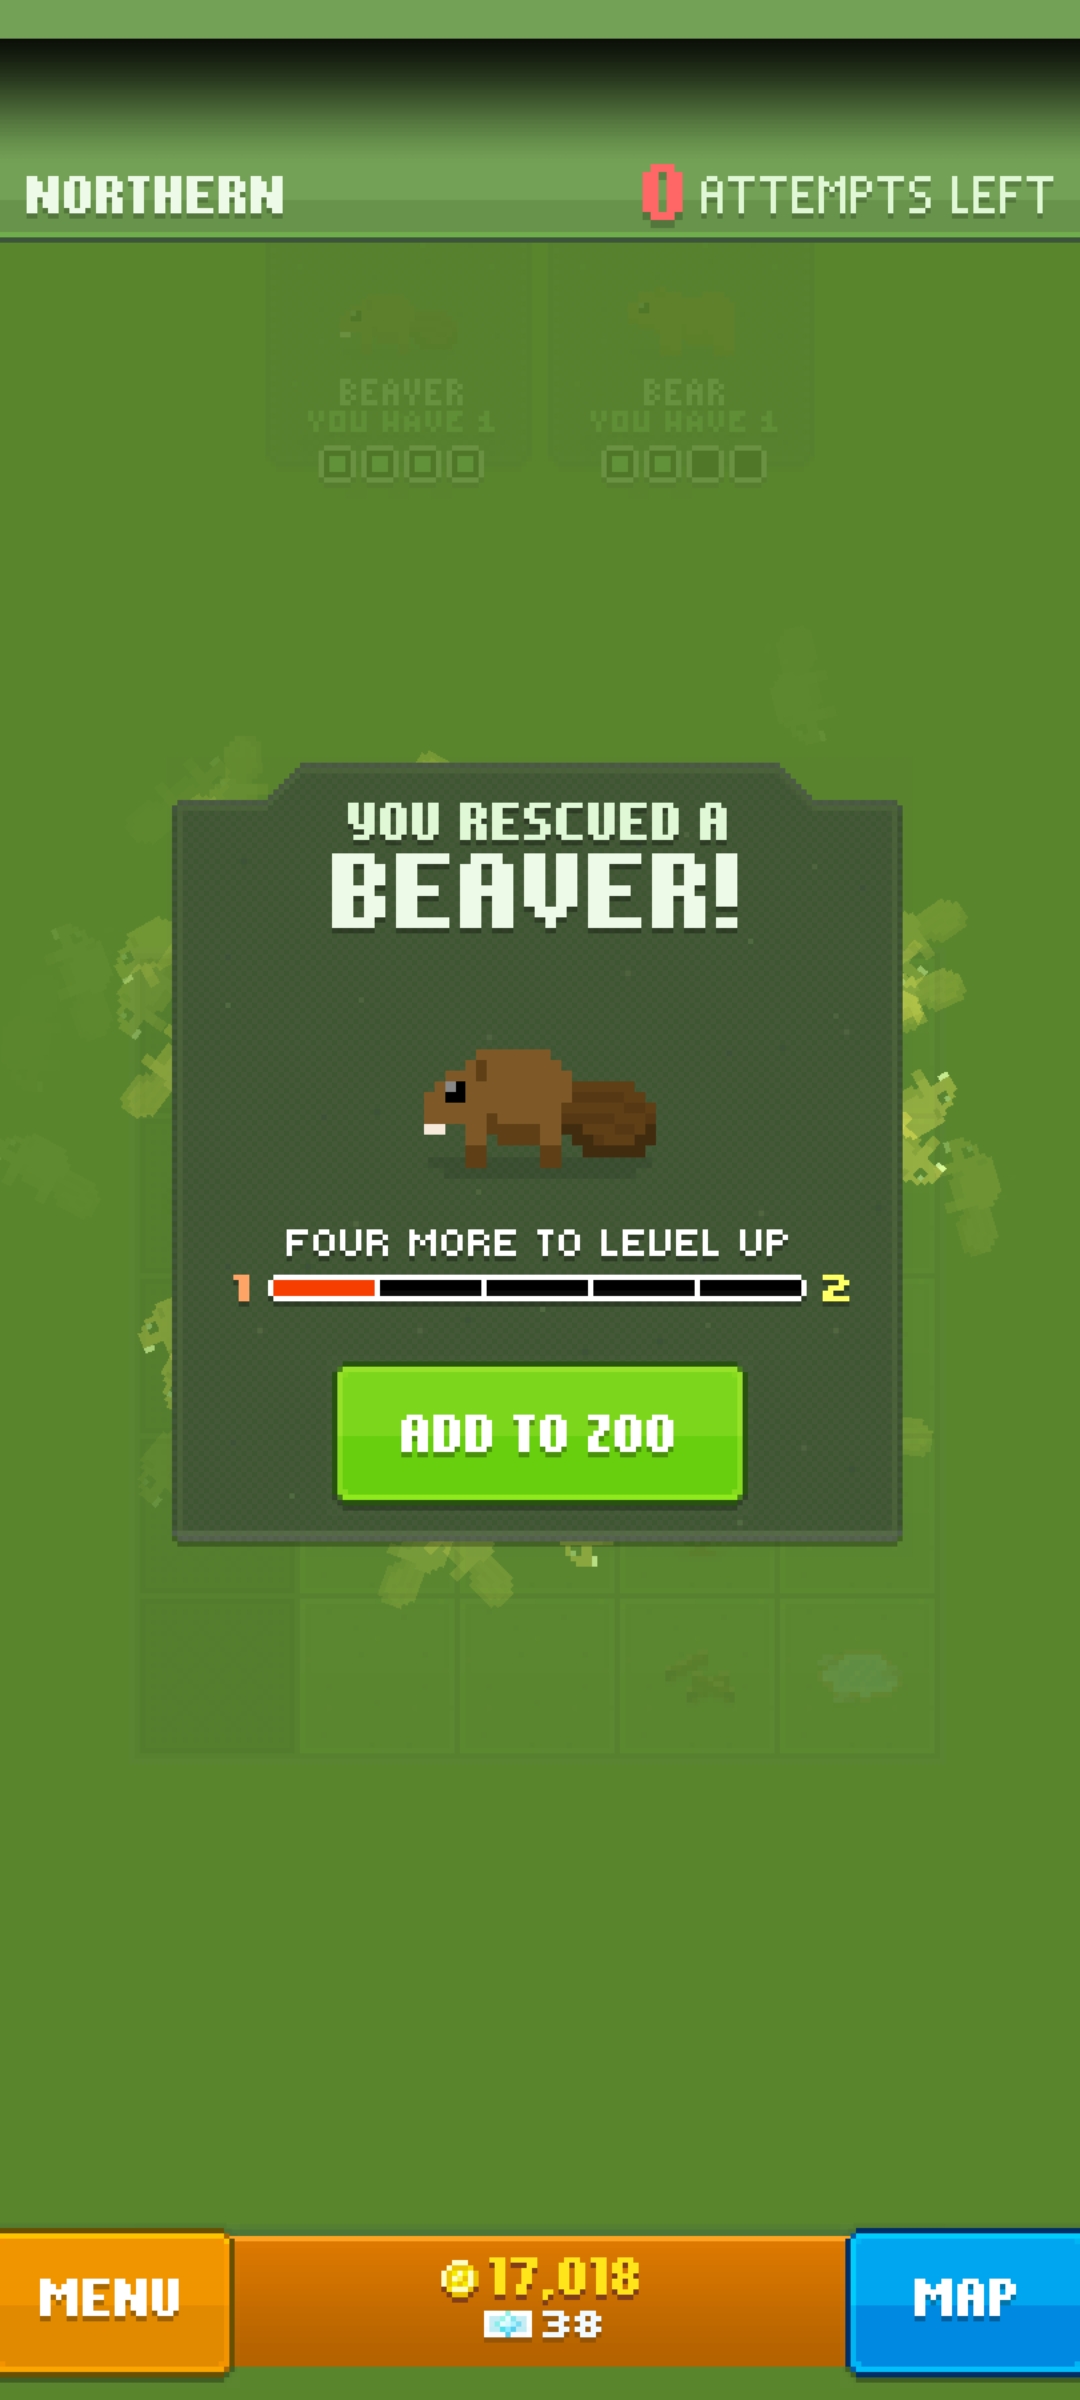 NORTHERN
0 ATTEMPTS LEFT
BEAVER
YOU HAVE 1
BEAR
YOU HAVE 1
YOU RESCUED A
BEAVER!
FOUR MORE TO LEVEL UP
1
2
ADD TO ZOO
MENU
17,018
38
MAP